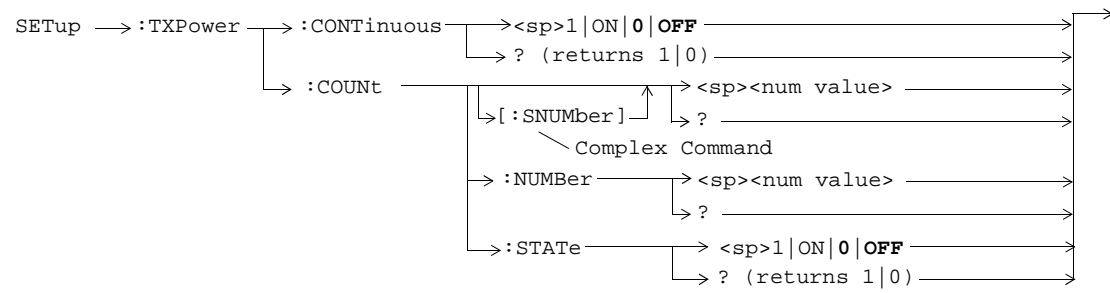 SETup :TXPower :CONTinuous <sp>1|ON|0|OFF
? (returns 1|0)
:COUNt <sp><num value>
[:SNUMber] ?
Complex Command
:NUMBer <sp><num value>
?
:STATe <sp>1|ON|0|OFF
? (returns 1|0)